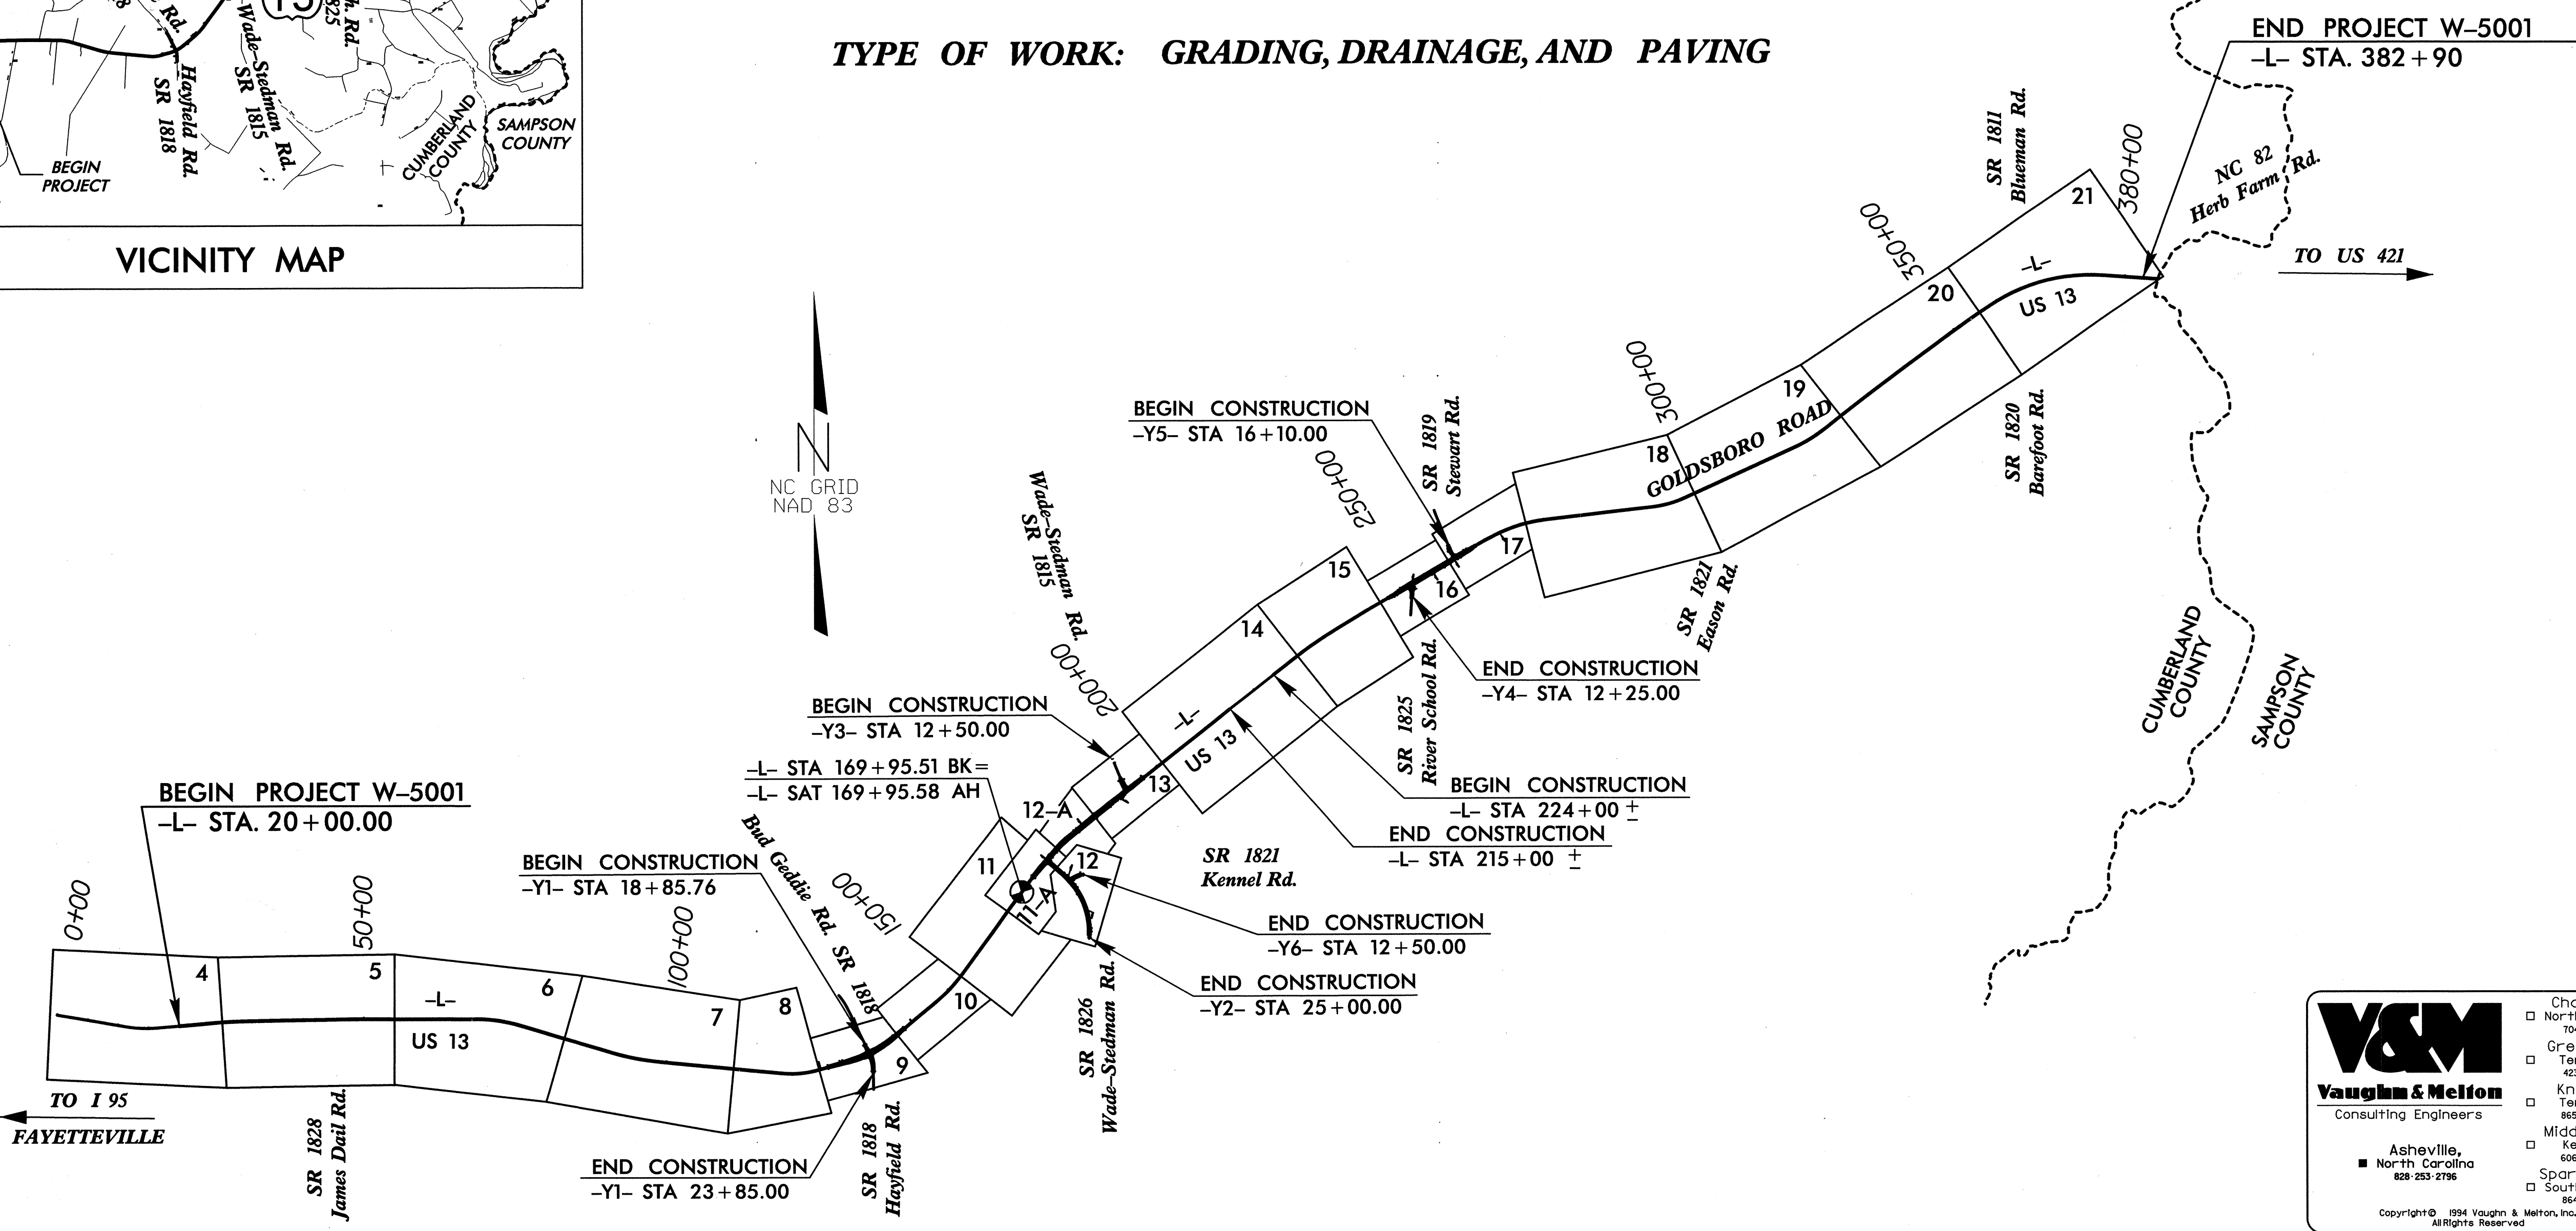 TYPE OF WORK: GRADING, DRAINAGE, AND PAVING
Rd.
Hayfield Rd.
SR 1818
Wade-Stedman Rd.
SR 1815
Rd.
BEGIN
PROJECT
CUMBERLAND
COUNTY
SAMPSON
COUNTY
VICINITY MAP
END PROJECT W-5001
-L- STA. 382+90
SR 1811
Blueman Rd.
380+00
NC 82
Herb Farm Rd.
TO US 421
21
350+00
20
-L-
US 13
SR 1820
Barefoot Rd.
19
GOLDSBORO ROAD
300+00
18
SR 1821
Eason Rd.
N
NC GRID
NAD 83
BEGIN CONSTRUCTION
-Y5- STA 16+10.00
SR 1819
Stewart Rd.
250+00
17
16
15
14
END CONSTRUCTION
-Y4- STA 12+25.00
SR 1825
River School Rd.
Wade-Stedman Rd.
SR 1815
200+00
-L-
US 13
BEGIN CONSTRUCTION
-Y3- STA 12+50.00
-L- STA 169+95.51 BK=
-L- SAT 169+95.58 AH
13
12-A
12
11
11-A
BEGIN CONSTRUCTION
-L- STA 224+00 ±
END CONSTRUCTION
-L- STA 215+00 ±
SR 1821
Kennel Rd.
END CONSTRUCTION
-Y6- STA 12+50.00
END CONSTRUCTION
-Y2- STA 25+00.00
SR 1826
Wade-Stedman Rd.
CUMBERLAND
COUNTY
SAMPSON
COUNTY
BEGIN PROJECT W-5001
-L- STA. 20+00.00
BEGIN CONSTRUCTION
-Y1- STA 18+85.76
Bud Geddie Rd. SR 1818
150+00
0+00
50+00
100+00
4
5
6
7
8
9
10
-L-
US 13
TO I 95
FAYETTEVILLE
SR 1828
James Dail Rd.
END CONSTRUCTION
-Y1- STA 23+85.00
SR 1818
Hayfield Rd.
V&M
Vaughn & Melton
Consulting Engineers
Asheville,
North Carolina
828-253-2796
Copyright © 1994 Vaughn & Melton, Inc.
All Rights Reserved